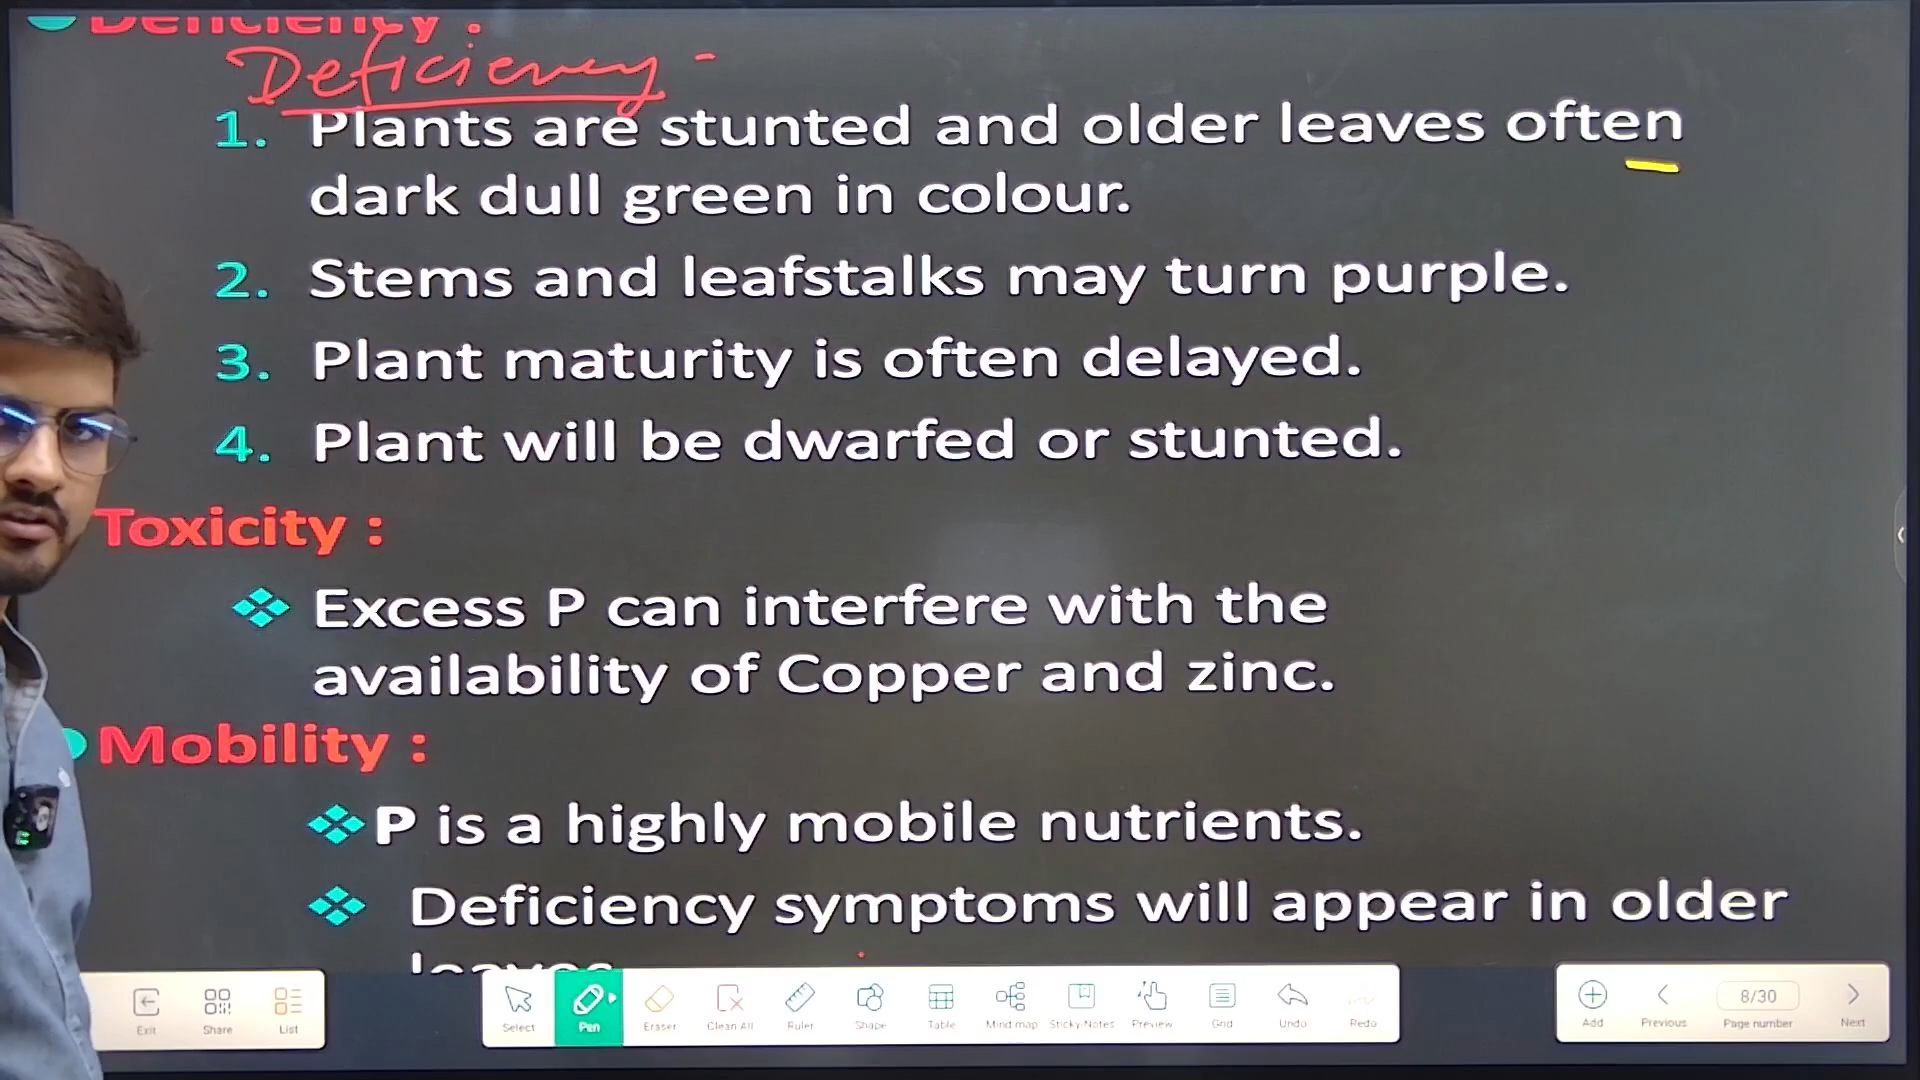 Deficiency :
Deficiency -
1. Plants are stunted and older leaves often
dark dull green in colour.
2. Stems and leafstalks may turn purple.
3. Plant maturity is often delayed.
4. Plant will be dwarfed or stunted.
Toxicity :
❖ Excess P can interfere with the
availability of Copper and zinc.
Mobility :
❖ P is a highly mobile nutrients.
❖ Deficiency symptoms will appear in older
leaves
Exit Share List Select Pen Eraser Clean All Ruler Shape Table Mind map Sticky Notes Preview Grid Undo Redo Add Previous 8/30 Page number Next